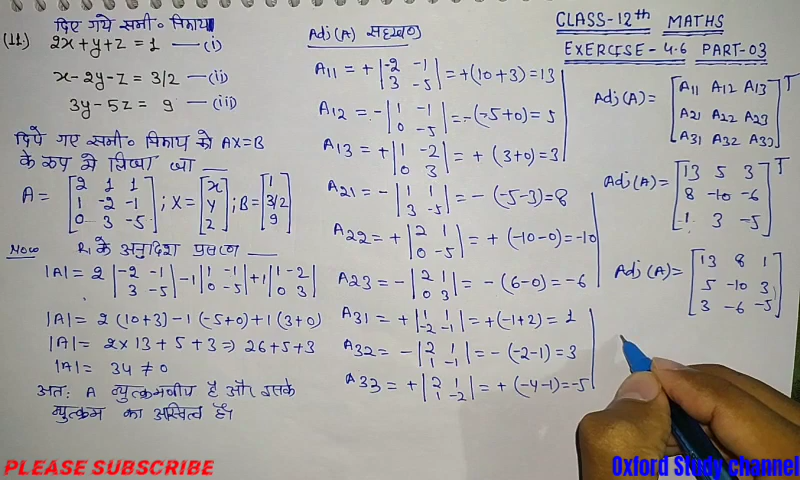 CLASS-12th MATHS
EXERCISE-4.6 PART-03
दिए गये समी० निकाय
(11.) 2x+y+z=1 —(i)
x-2y-z=3/2 —(ii)
3y-5z=9 —(iii)
दिये गए समी० निकाय को AX=B
के रूप में लिखा जा —
A= [2 1 1; 1 -2 -1; 0 3 -5] ; X= [x; y; z] ; B= [1; 3/2; 9]
Now R₁ के अनुदिश प्रसरण —
|A|= 2 |-2 -1; 3 -5| -1 |1 -1; 0 -5| +1 |1 -2; 0 3|
|A|= 2(10+3)-1(-5+0)+1(3+0)
|A|= 2×13+5+3 ⇒ 26+5+3
|A|= 34 ≠ 0
अतः A व्युत्क्रमणीय है और इसके
व्युत्क्रम का अस्तित्व है।
Adj(A) सहखण्ड
A11 = + |-2 -1; 3 -5| = +(10+3)=13
A12 = - |1 -1; 0 -5| = -(-5+0)=5
A13 = + |1 -2; 0 3| = +(3+0)=3
A21 = - |1 1; 3 -5| = -(-5-3)=8
A22 = + |2 1; 0 -5| = +(-10-0)=-10
A23 = - |2 1; 0 3| = -(6-0)=-6
A31 = + |1 1; -2 -1| = +(-1+2)=1
A32 = - |2 1; 1 -1| = -(-2-1)=3
A33 = + |2 1; 1 -2| = +(-4-1)=-5
Adj(A)= [A11 A12 A13; A21 A22 A23; A31 A32 A33]T
Adj(A)= [13 5 3; 8 -10 -6; 1 3 -5]T
Adj(A)= [13 8 1; 5 -10 3; 3 -6 -5]
PLEASE SUBSCRIBE
Oxford Study channel